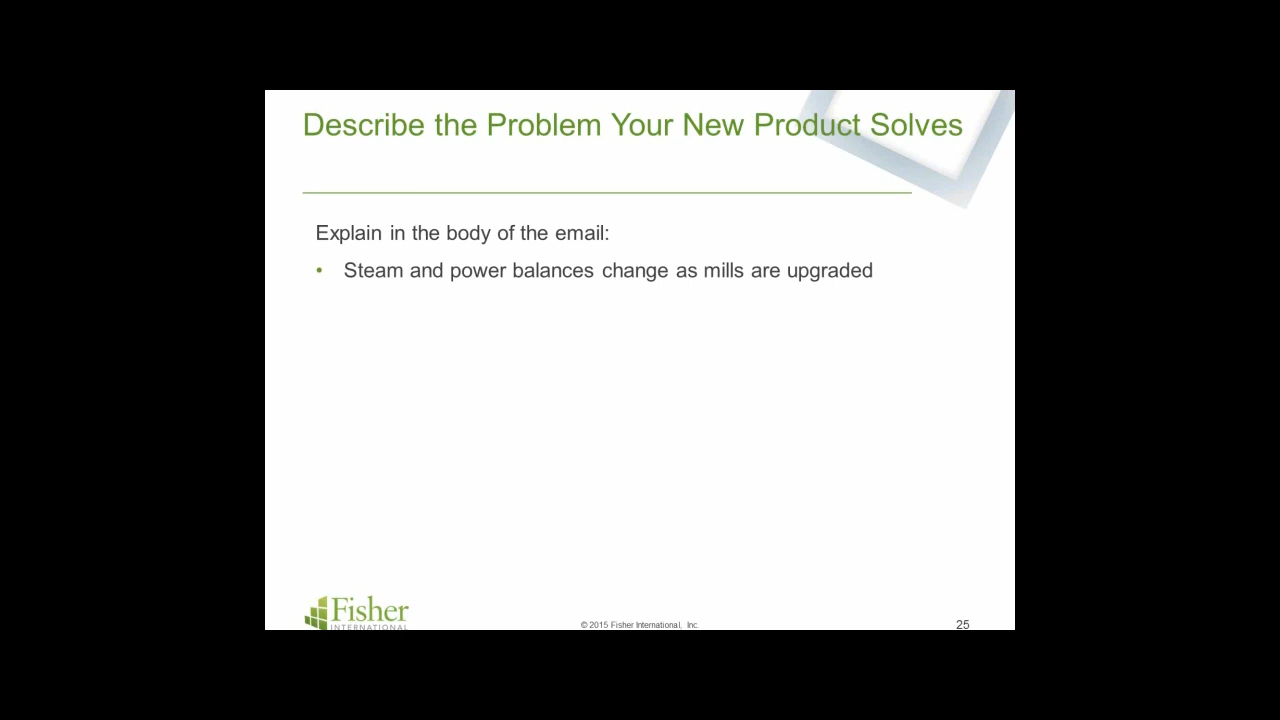 Describe the Problem Your New Product Solves
Explain in the body of the email:
• Steam and power balances change as mills are upgraded
Fisher
INTERNATIONAL
© 2015 Fisher International, Inc.
25